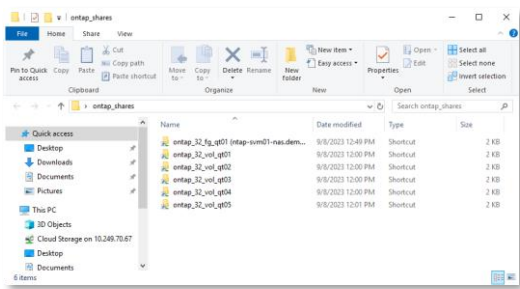 ontap_shares
File Home Share View
Pin to Quick access
Copy
Paste
Cut
Copy path
Paste shortcut
Clipboard
Move to
Copy to
Delete
Rename
Organize
New folder
New item
Easy access
New
Properties
Open
Edit
Open
Select all
Select none
Invert selection
Select
ontap_shares
Search ontap_shares
Name Date modified Type Size
Quick access
Desktop
Downloads
Documents
Pictures
This PC
3D Objects
Cloud Storage on 10.249.70.67
Desktop
Documents
ontap_32_fg_qt01 (ntap-svm01-nas.dem... 9/8/2023 12:49 PM Shortcut 2 KB
ontap_32_vol_qt01 9/8/2023 12:00 PM Shortcut 2 KB
ontap_32_vol_qt02 9/8/2023 12:00 PM Shortcut 2 KB
ontap_32_vol_qt03 9/8/2023 12:00 PM Shortcut 2 KB
ontap_32_vol_qt04 9/8/2023 12:00 PM Shortcut 2 KB
ontap_32_vol_qt05 9/8/2023 12:01 PM Shortcut 2 KB
6 items